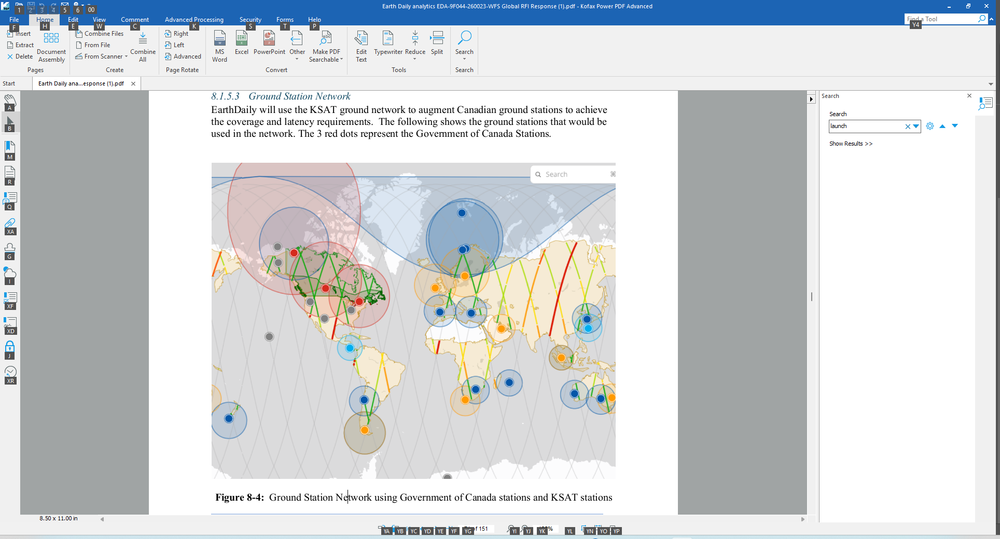 Earth Daily analytics EDA-9F044-260023-WFS Global RFI Response (1).pdf - Kofax Power PDF Advanced
1 2 3 4 5 6 00
File Home Edit View Comment Advanced Processing Security Forms Help
F H E W C K S T P
Find a Tool
Y4
Insert
Extract
Delete
Document Assembly
Pages
Combine Files
From File
From Scanner
Combine All
Create
Right
Left
Advanced
Page Rotate
MS Word
Excel
PowerPoint
Other
Make PDF Searchable
Convert
Edit Text
Typewriter
Reduce
Split
Tools
Search
Search
Start
Earth Daily ana...esponse (1).pdf
A
B
M
R
Q
XA
G
I
XF
XD
J
XR
8.1.5.3 Ground Station Network
EarthDaily will use the KSAT ground network to augment Canadian ground stations to achieve
the coverage and latency requirements. The following shows the ground stations that would be
used in the network. The 3 red dots represent the Government of Canada Stations.
Search ⌘
Figure 8-4: Ground Station Network using Government of Canada stations and KSAT stations
Search
Search
launch
Show Results >>
8.50 x 11.00 in
of 151
YA YB YC YD YE YF YG YI YJ YK YL YN YO YP